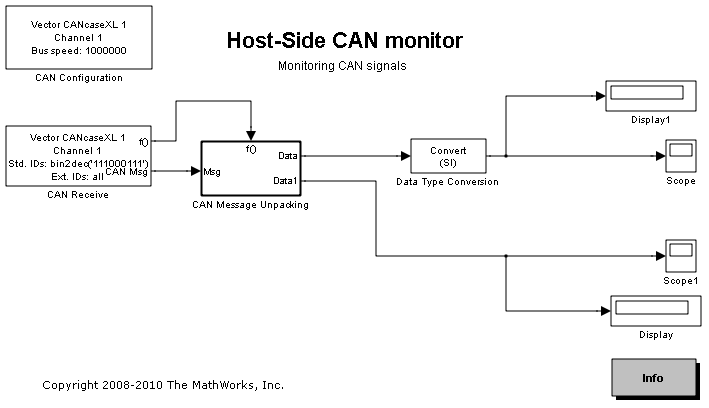 Vector CANcaseXL 1
Channel 1
Bus speed: 1000000
CAN Configuration
Host-Side CAN monitor
Monitoring CAN signals
Display1
Vector CANcaseXL 1
Channel 1
Std. IDs: bin2dec('111000111')
Ext. IDs: all
f()
CAN Msg
CAN Receive
f()
Msg
Data
Data1
CAN Message Unpacking
Convert
(SI)
Data Type Conversion
Scope
Scope1
Display
Info
Copyright 2008-2010 The MathWorks, Inc.